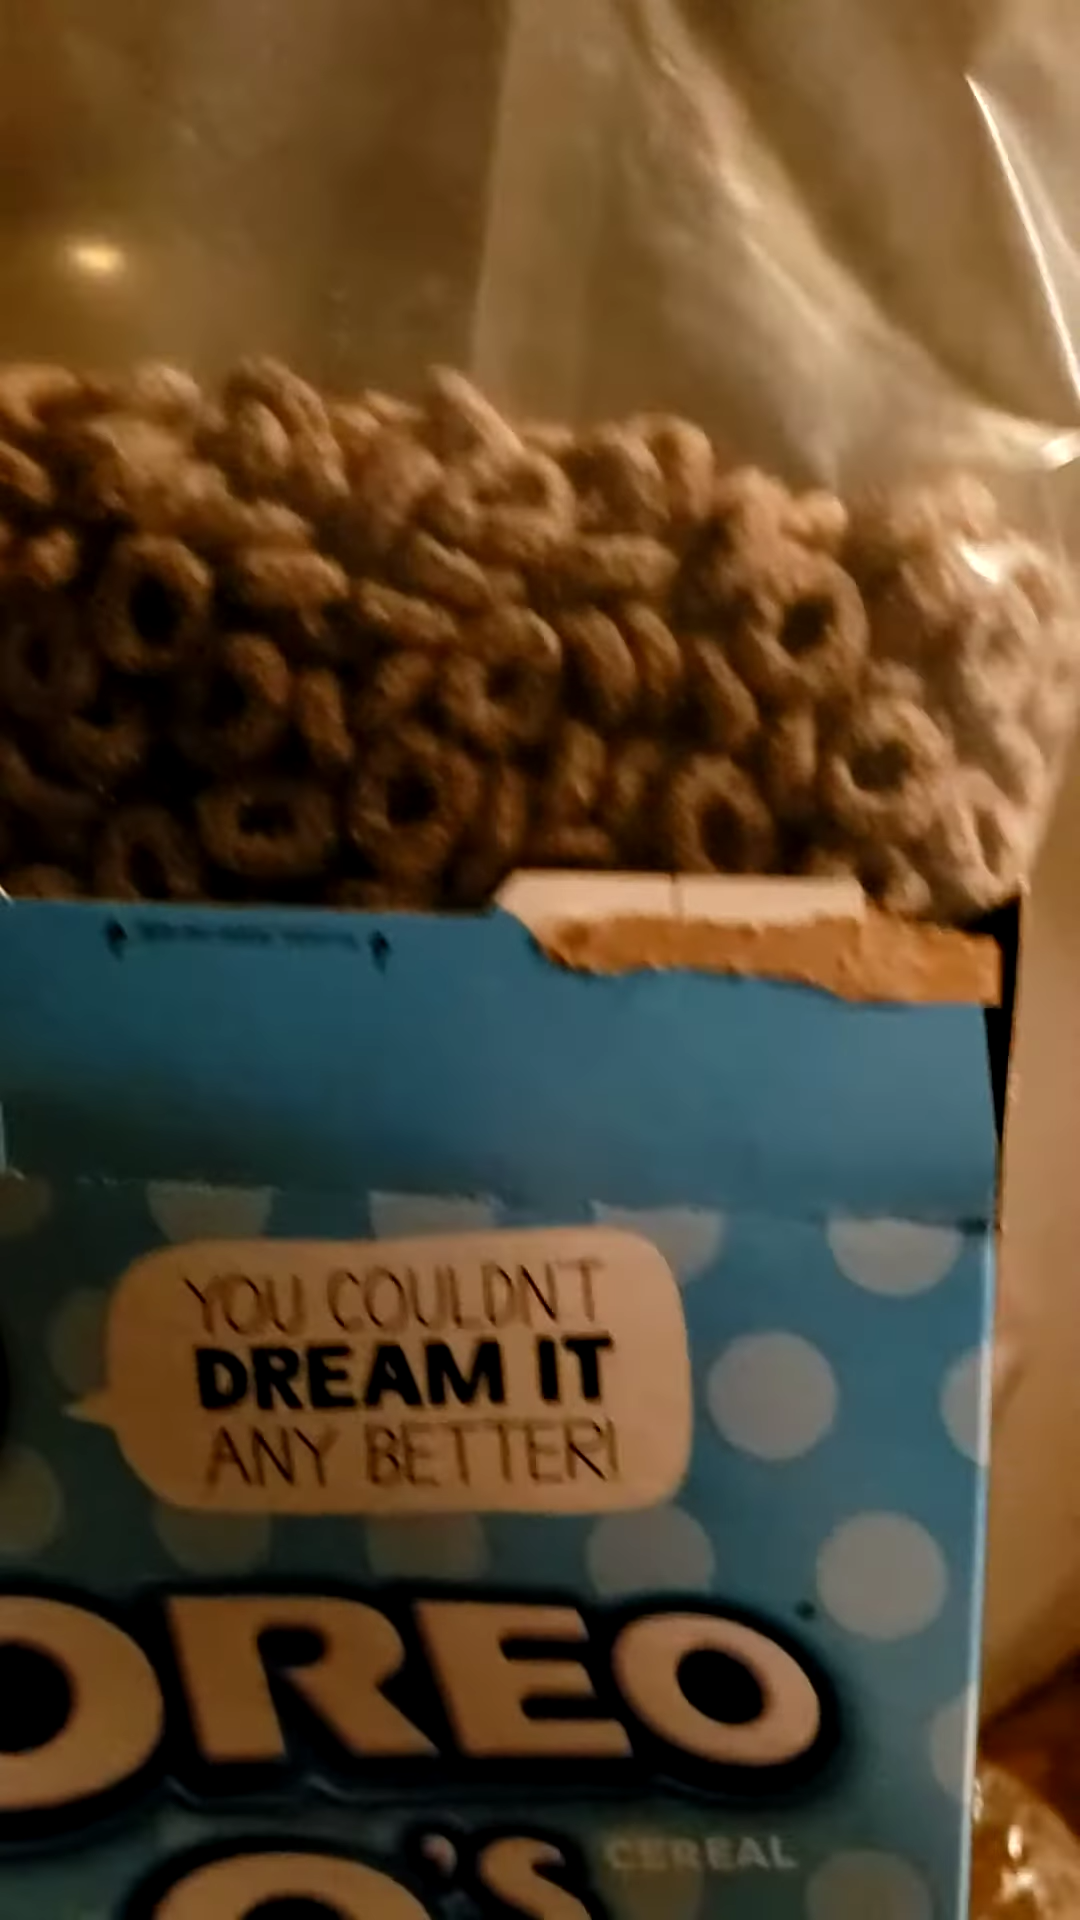 YOU COULDN'T
DREAM IT
ANY BETTER!
OREO
O'S
CEREAL